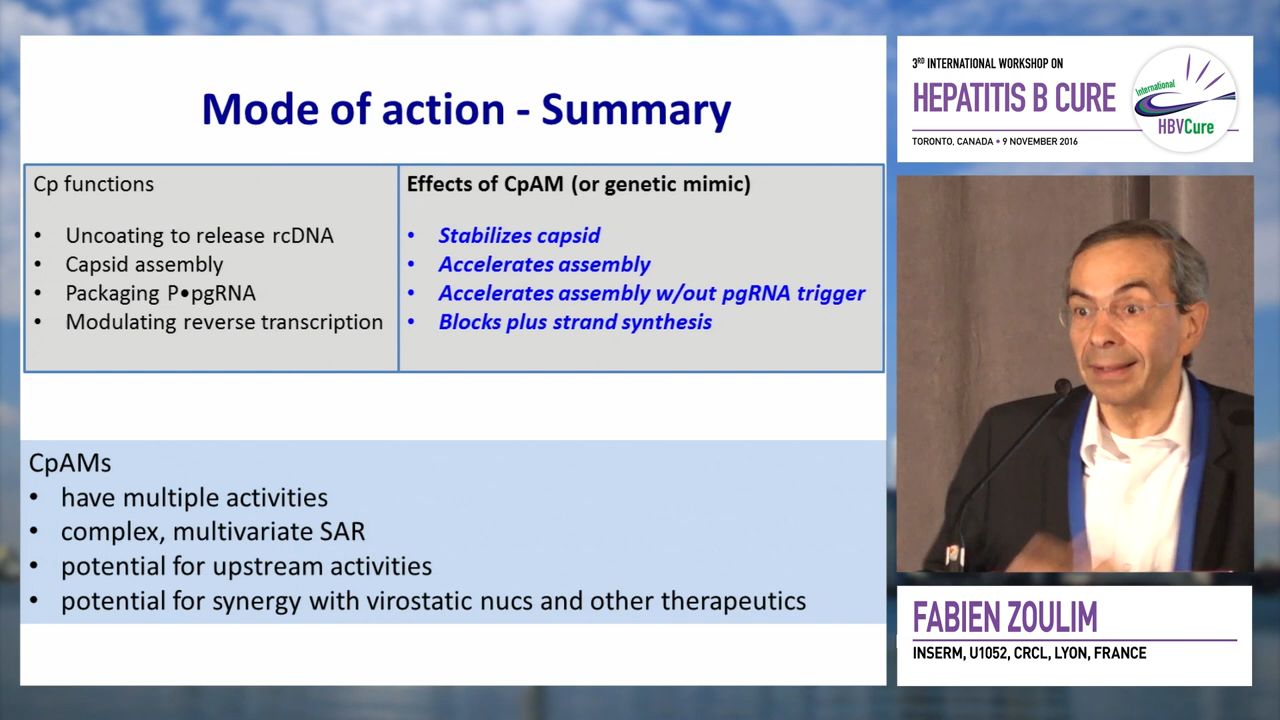 Mode of action - Summary
Cp functions
• Uncoating to release rcDNA
• Capsid assembly
• Packaging P•pgRNA
• Modulating reverse transcription
Effects of CpAM (or genetic mimic)
• Stabilizes capsid
• Accelerates assembly
• Accelerates assembly w/out pgRNA trigger
• Blocks plus strand synthesis
CpAMs
• have multiple activities
• complex, multivariate SAR
• potential for upstream activities
• potential for synergy with virostatic nucs and other therapeutics
3RD INTERNATIONAL WORKSHOP ON
HEPATITIS B CURE
TORONTO, CANADA • 9 NOVEMBER 2016
International
HBVCure
FABIEN ZOULIM
INSERM, U1052, CRCL, LYON, FRANCE